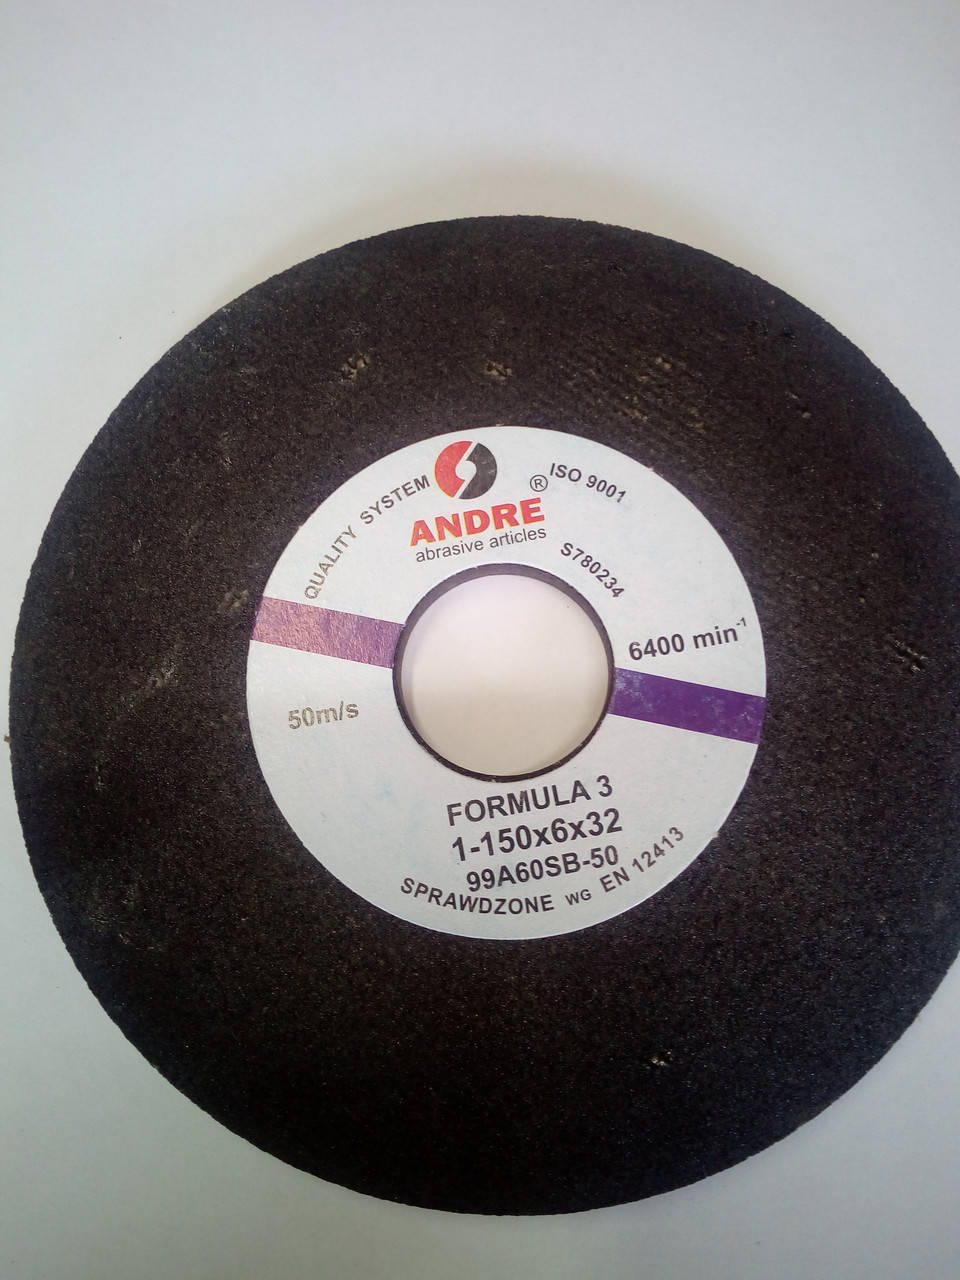 QUALITY SYSTEM
ISO 9001
®
ANDRE
abrasive articles
S780234
6400 min⁻¹
50m/s
FORMULA 3
1-150x6x32
99A60SB-50
SPRAWDZONE WG EN 12413